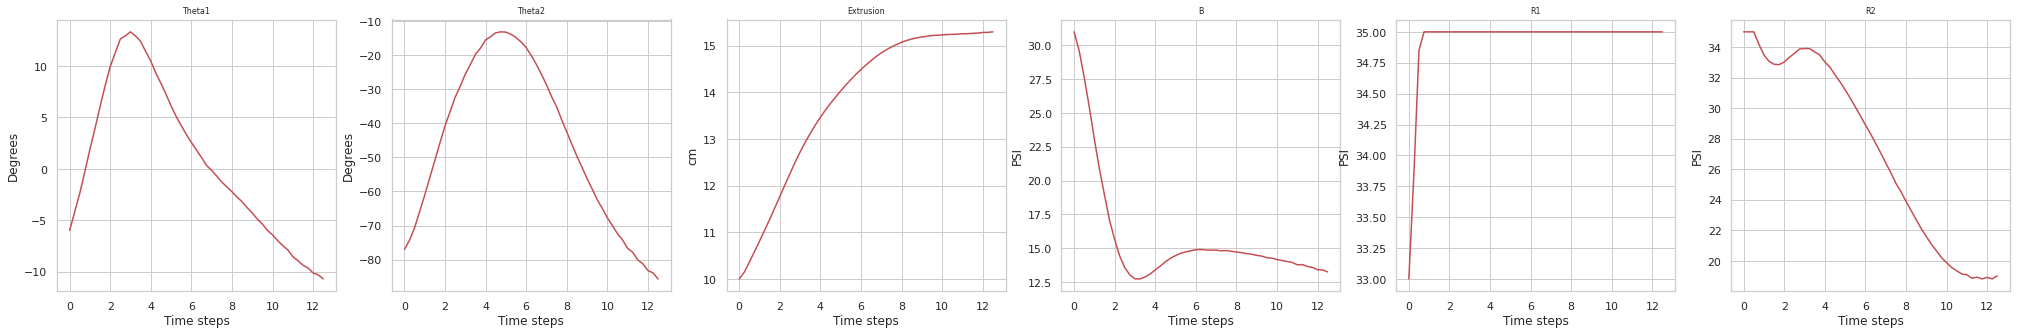 Theta1
10
5
0
−5
−10
Degrees
0 2 4 6 8 10 12
Time steps
Theta2
−10
−20
−30
−40
−50
−60
−70
−80
Degrees
0 2 4 6 8 10 12
Time steps
Extrusion
15
14
13
12
11
10
cm
0 2 4 6 8 10 12
Time steps
B
30.0
27.5
25.0
22.5
20.0
17.5
15.0
12.5
PSI
0 2 4 6 8 10 12
Time steps
R1
35.00
34.75
34.50
34.25
34.00
33.75
33.50
33.25
33.00
PSI
0 2 4 6 8 10 12
Time steps
R2
34
32
30
28
26
24
22
20
PSI
0 2 4 6 8 10 12
Time steps